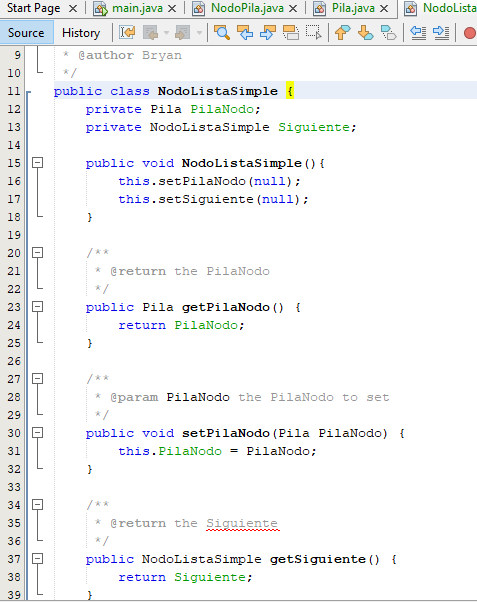 Start Page main.java NodoPila.java Pila.java NodoLista
Source History
9 * @author Bryan
10 */
11 public class NodoListaSimple {
12 private Pila PilaNodo;
13 private NodoListaSimple Siguiente;
14
15 public void NodoListaSimple(){
16 this.setPilaNodo(null);
17 this.setSiguiente(null);
18 }
19
20 /**
21 * @return the PilaNodo
22 */
23 public Pila getPilaNodo() {
24 return PilaNodo;
25 }
26
27 /**
28 * @param PilaNodo the PilaNodo to set
29 */
30 public void setPilaNodo(Pila PilaNodo) {
31 this.PilaNodo = PilaNodo;
32 }
33
34 /**
35 * @return the Siguiente
36 */
37 public NodoListaSimple getSiguiente() {
38 return Siguiente;
39 }